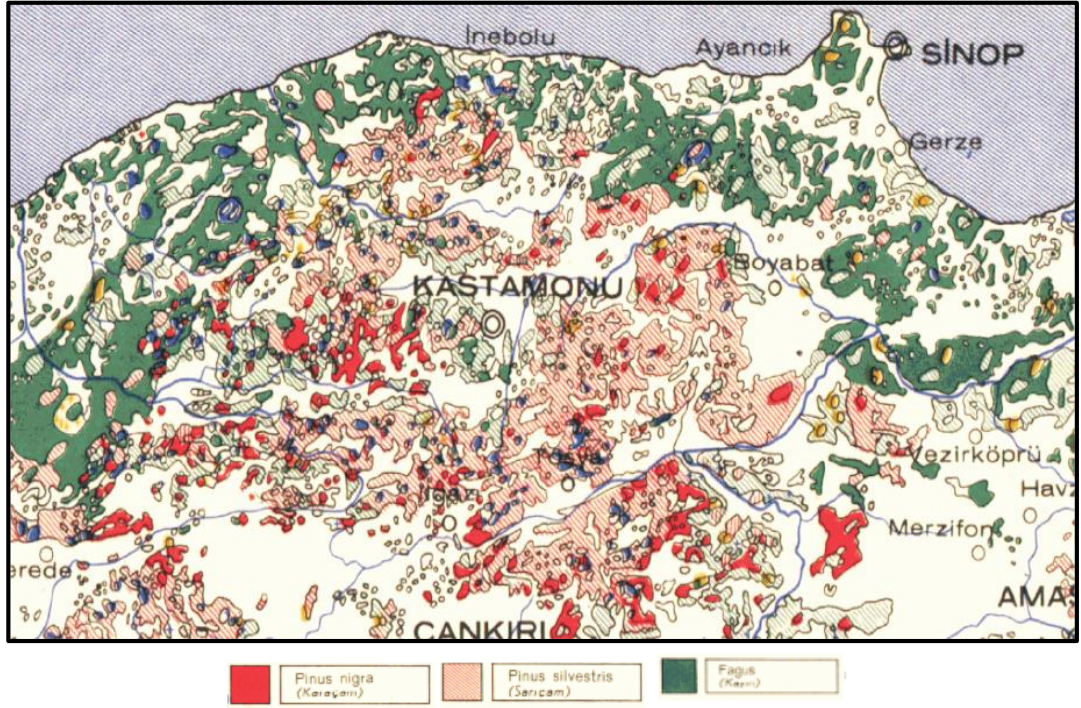 İnebolu
Ayancık
SİNOP
Gerze
Boyabat
KASTAMONU
Tosya
Ilgaz
Vezirköprü
Havz
Merzifon
erede
AMAS
ÇANKIRI
Pinus nigra
(Karaçam)
Pinus silvestris
(Sarıçam)
Fagus
(Kayın)